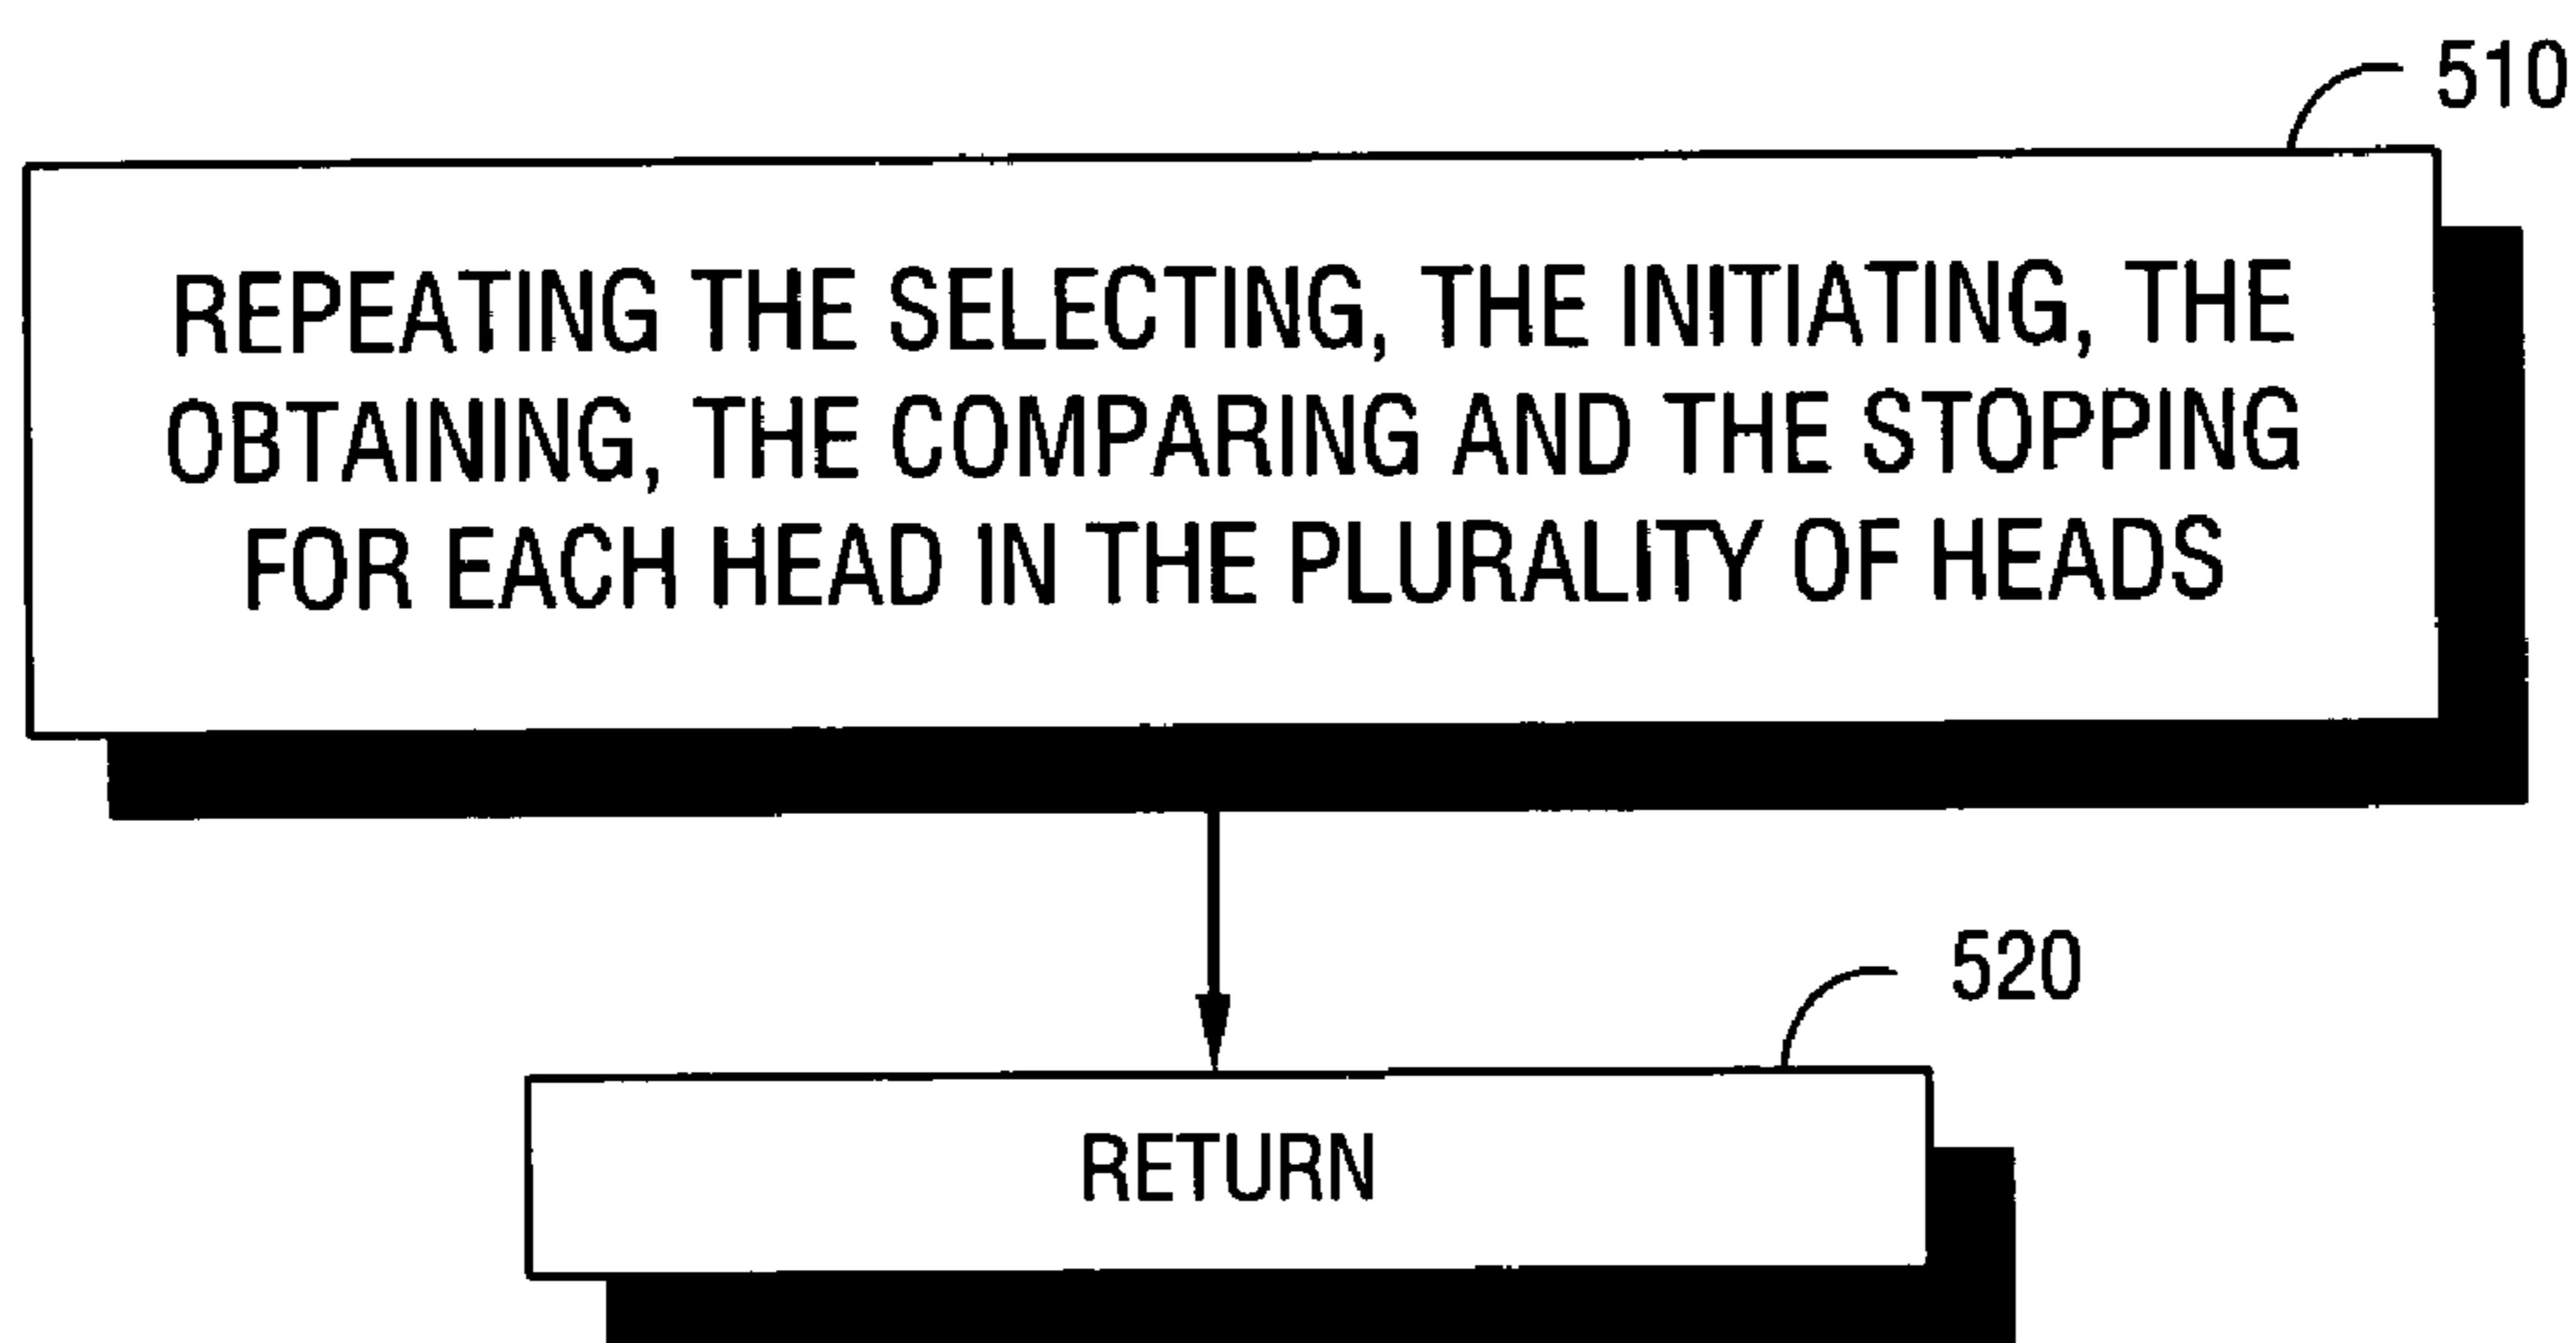 510
REPEATING THE SELECTING, THE INITIATING, THE
OBTAINING, THE COMPARING AND THE STOPPING
FOR EACH HEAD IN THE PLURALITY OF HEADS
520
RETURN